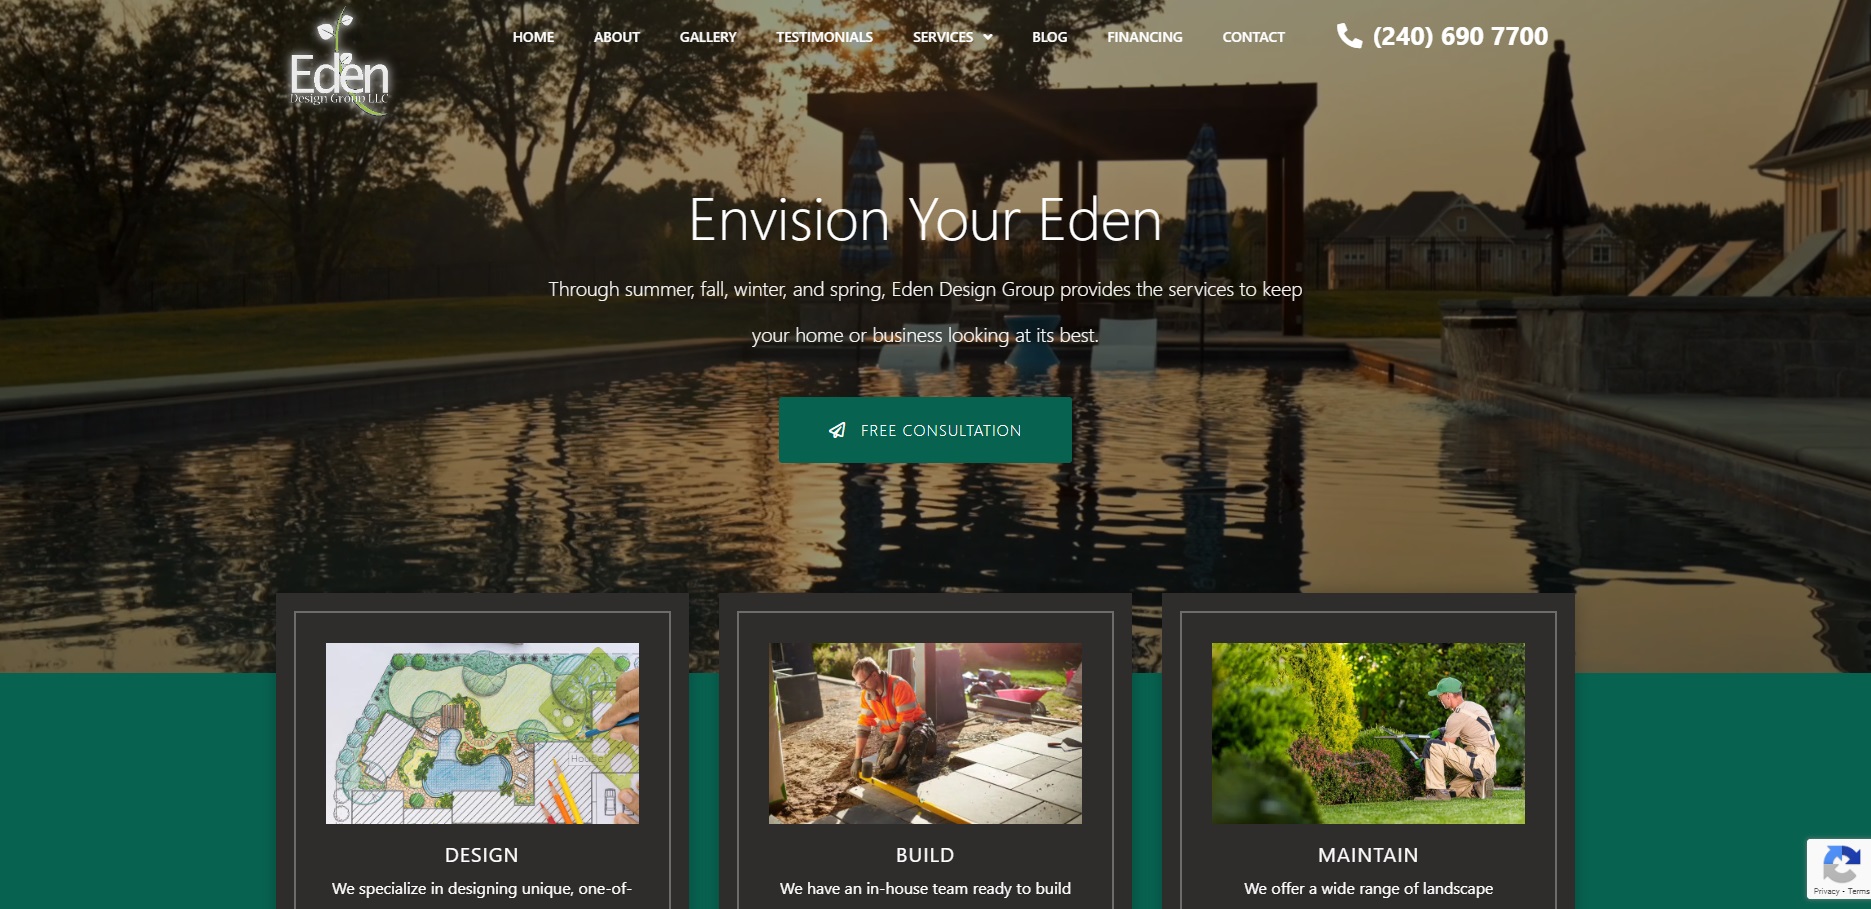 Eden
Design Group LLC
HOME ABOUT GALLERY TESTIMONIALS SERVICES BLOG FINANCING CONTACT (240) 690 7700
Envision Your Eden
Through summer, fall, winter, and spring, Eden Design Group provides the services to keep
your home or business looking at its best.
FREE CONSULTATION
DESIGN
We specialize in designing unique, one-of-
BUILD
We have an in-house team ready to build
MAINTAIN
We offer a wide range of landscape
Privacy - Terms